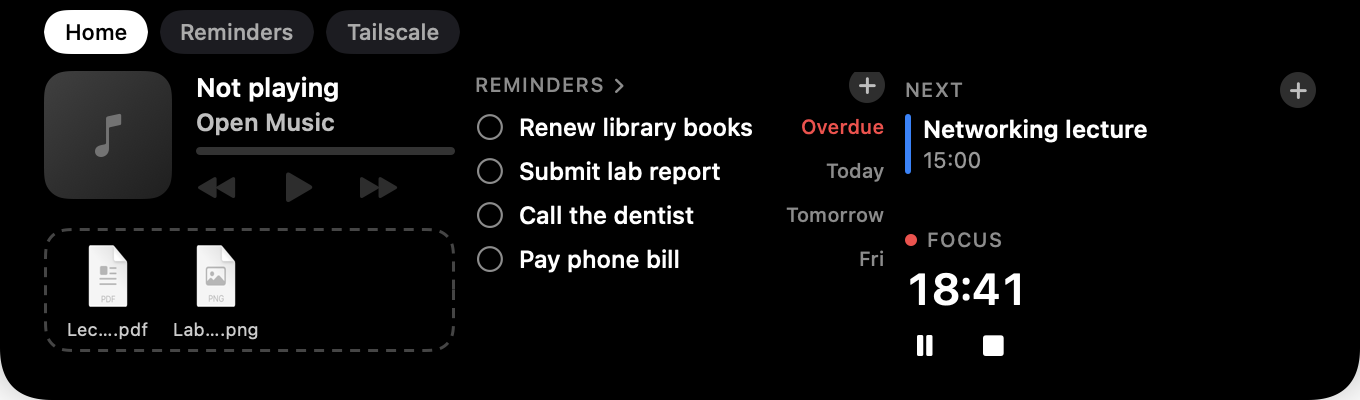 Home
Reminders
Tailscale
Not playing
Open Music
PDF
PNG
Lec....pdf
Lab....png
REMINDERS
Renew library books
Overdue
Submit lab report
Today
Call the dentist
Tomorrow
Pay phone bill
Fri
NEXT
Networking lecture
15:00
FOCUS
18:41